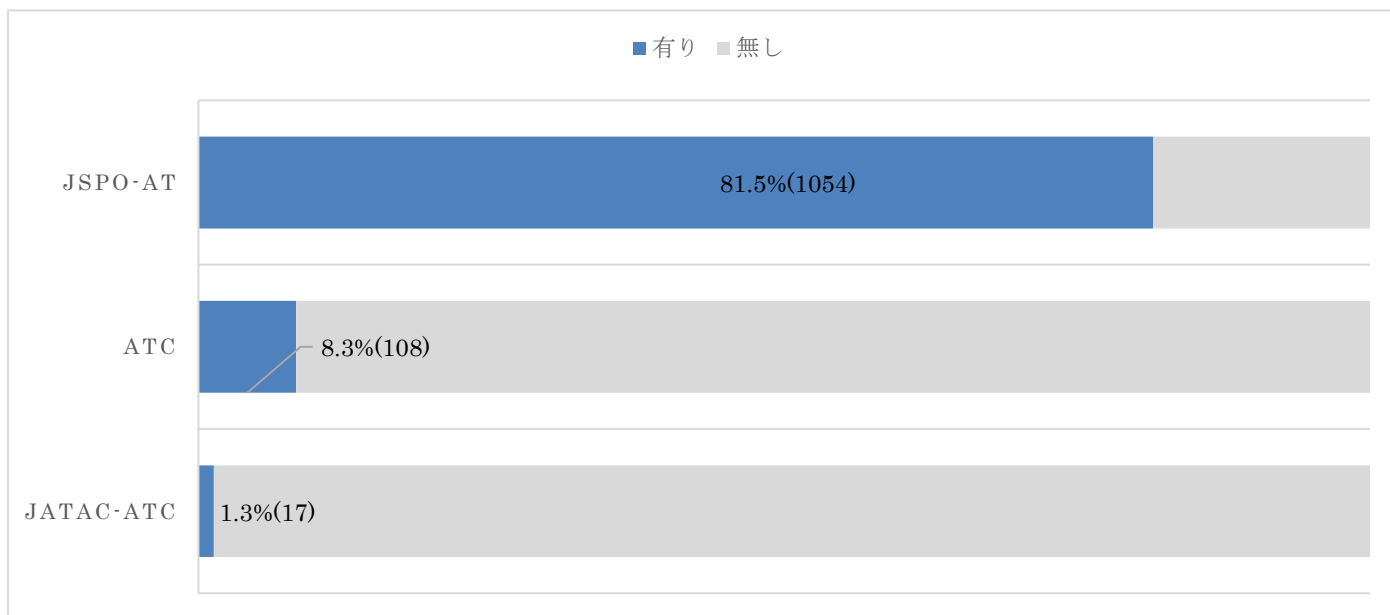 有り 無し
JSPO-AT
81.5%(1054)
ATC
8.3%(108)
JATAC-ATC
1.3%(17)